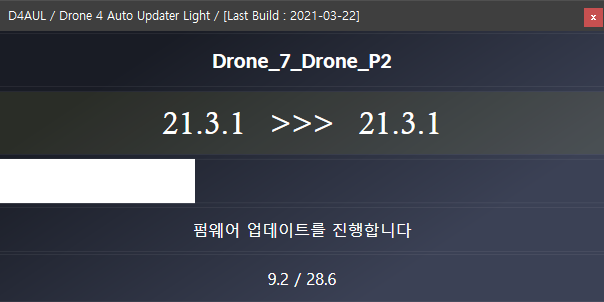 D4AUL / Drone 4 Auto Updater Light / [Last Build : 2021-03-22]
x
Drone_7_Drone_P2
21.3.1 >>> 21.3.1
펌웨어 업데이트를 진행합니다
9.2 / 28.6